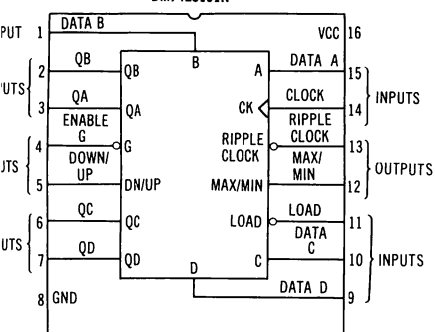 DATA B
PUT 1
VCC 16
B
QB
DATA A
2
QB
A
15
UTS
QA
CLOCK
INPUTS
3
QA
CK
14
ENABLE
G
RIPPLE
CLOCK
4
G
RIPPLE
CLOCK
13
UTS
DOWN/
UP
MAX/
MIN
OUTPUTS
5
DN/UP
MAX/MIN
12
QC
LOAD
6
QC
LOAD
11
UTS
QD
DATA
C
INPUTS
7
QD
C
10
D
DATA D
8 GND
9